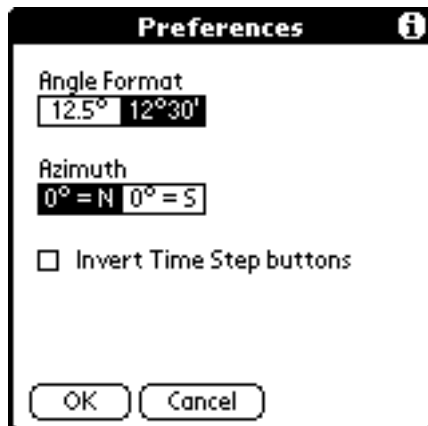 Preferences i
Angle Format
12.5° 12°30'
Azimuth
0° = N 0° = S
Invert Time Step buttons
OK Cancel